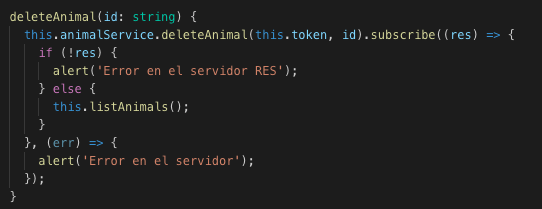 deleteAnimal(id: string) {
  this.animalService.deleteAnimal(this.token, id).subscribe((res) => {
    if (!res) {
      alert('Error en el servidor RES');
    } else {
      this.listAnimals();
    }
  }, (err) => {
    alert('Error en el servidor');
  });
}